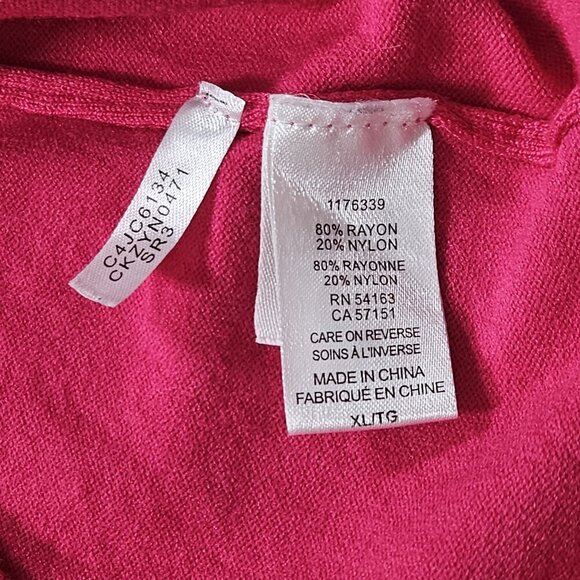 C4JC6134
CKZYN0471
SR3
1176339
80% RAYON
20% NYLON
80% RAYONNE
20% NYLON
RN 54163
CA 57151
CARE ON REVERSE
SOINS À L'INVERSE
MADE IN CHINA
FABRIQUÉ EN CHINE
XL/TG